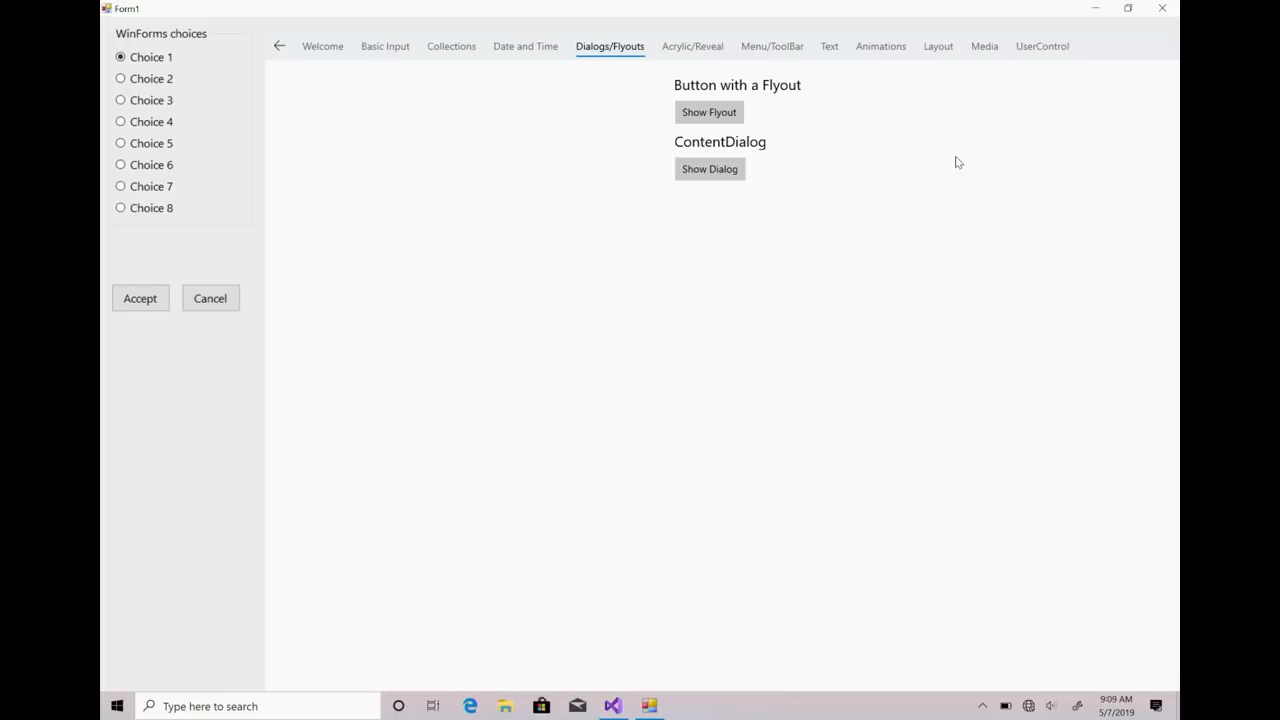 Form1
WinForms choices
Choice 1
Choice 2
Choice 3
Choice 4
Choice 5
Choice 6
Choice 7
Choice 8
Accept Cancel
Welcome Basic Input Collections Date and Time Dialogs/Flyouts Acrylic/Reveal Menu/ToolBar Text Animations Layout Media UserControl
Button with a Flyout
Show Flyout
ContentDialog
Show Dialog
Type here to search
9:09 AM
5/7/2019